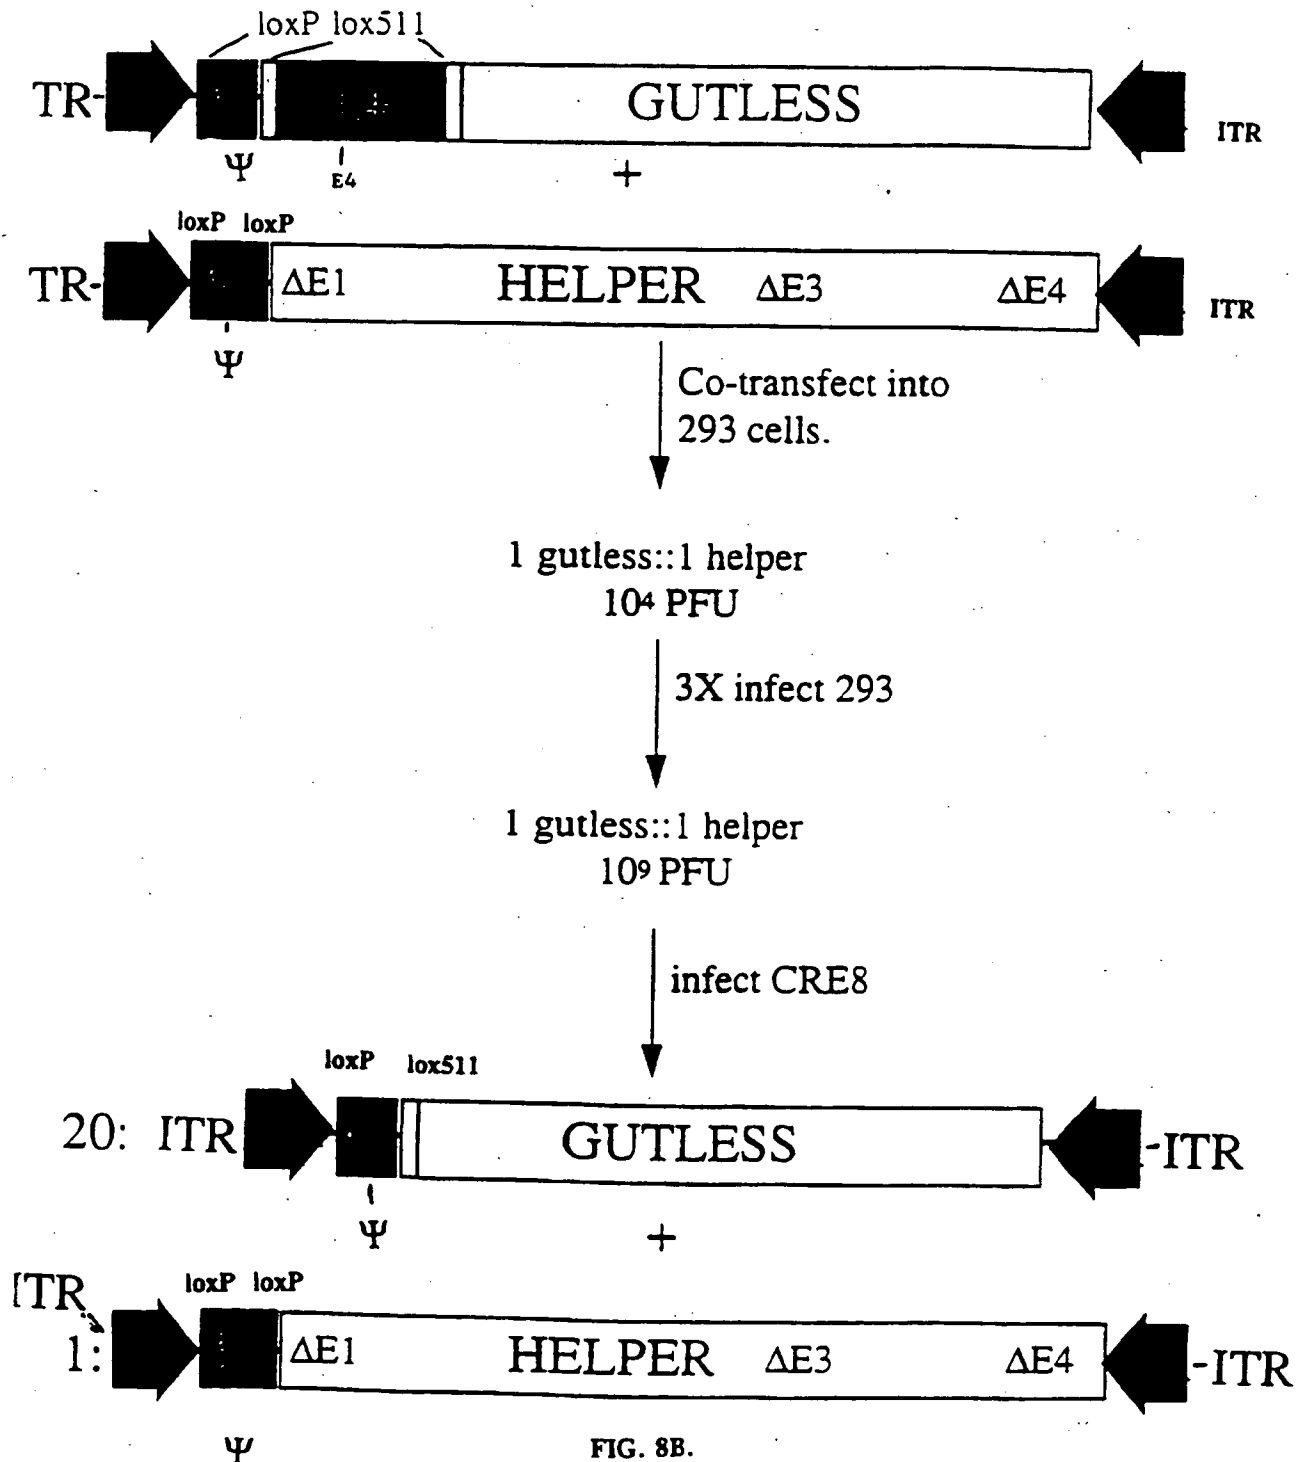 loxP lox511
TR- GUTLESS ITR
Ψ E4
+
loxP loxP
TR- ΔE1 HELPER ΔE3 ΔE4 ITR
Ψ
Co-transfect into
293 cells.
1 gutless::1 helper
10⁴ PFU
3X infect 293
1 gutless::1 helper
10⁹ PFU
infect CRE8
loxP lox511
20: ITR GUTLESS -ITR
Ψ
+
loxP loxP
ITR
1: ΔE1 HELPER ΔE3 ΔE4 -ITR
Ψ
FIG. 8B.